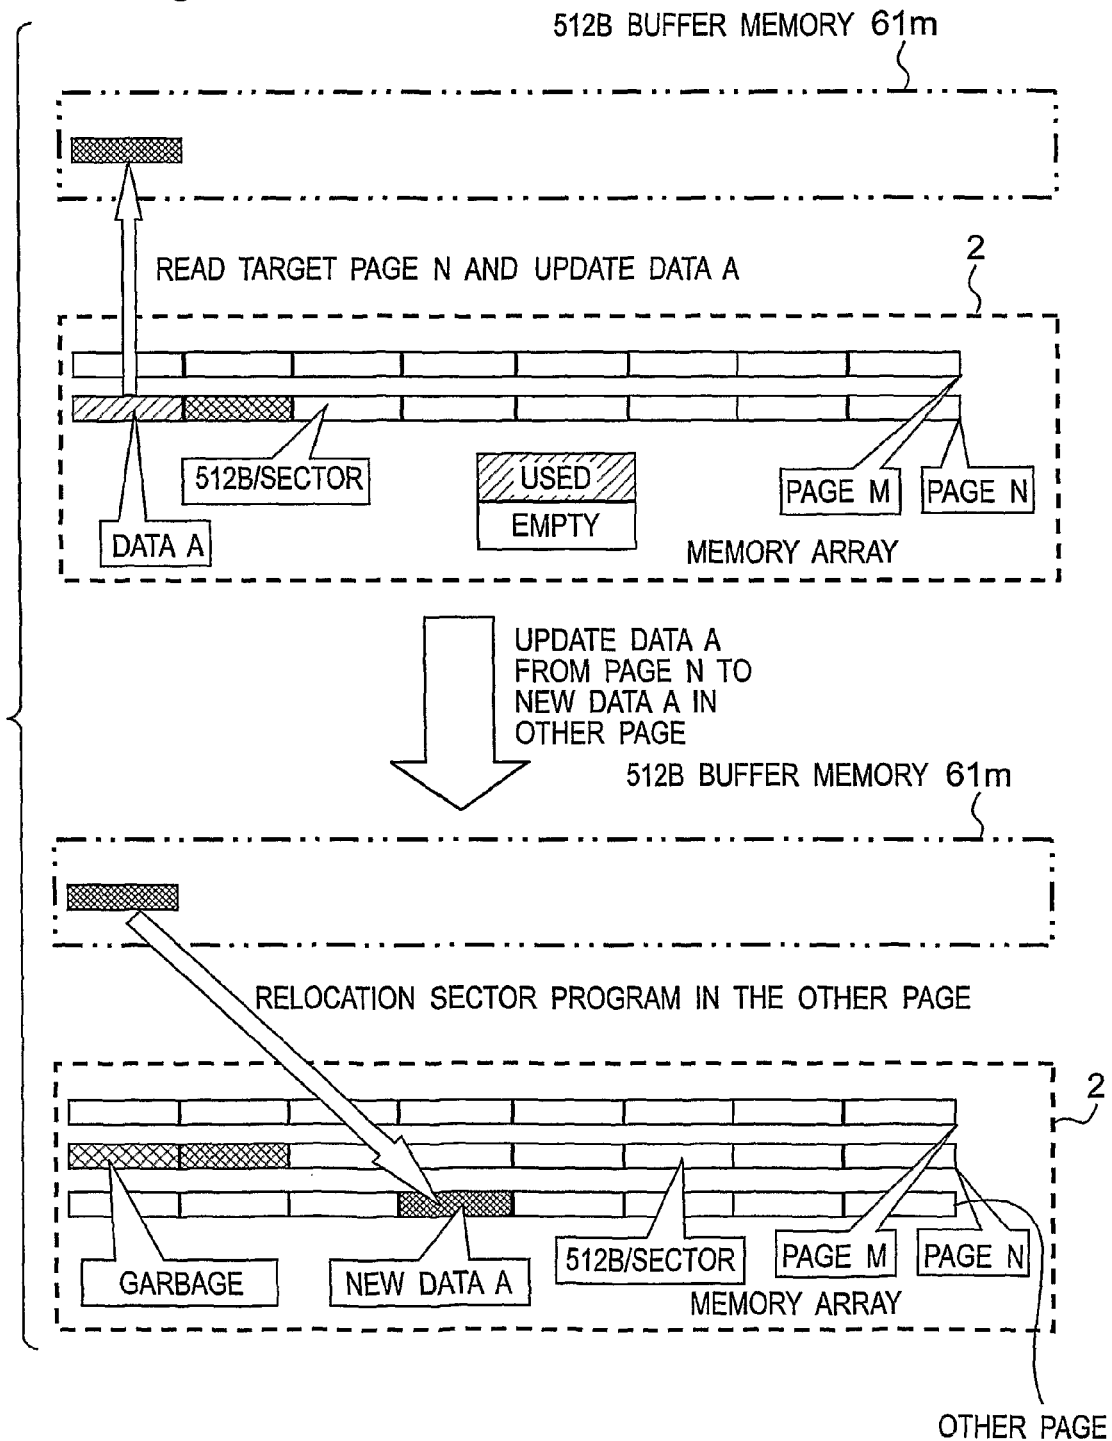 512B BUFFER MEMORY 61m
READ TARGET PAGE N AND UPDATE DATA A
2
512B/SECTOR
USED
PAGE M
PAGE N
EMPTY
DATA A
MEMORY ARRAY
UPDATE DATA A
FROM PAGE N TO
NEW DATA A IN
OTHER PAGE
512B BUFFER MEMORY 61m
RELOCATION SECTOR PROGRAM IN THE OTHER PAGE
2
GARBAGE
NEW DATA A
512B/SECTOR
PAGE M
PAGE N
MEMORY ARRAY
OTHER PAGE